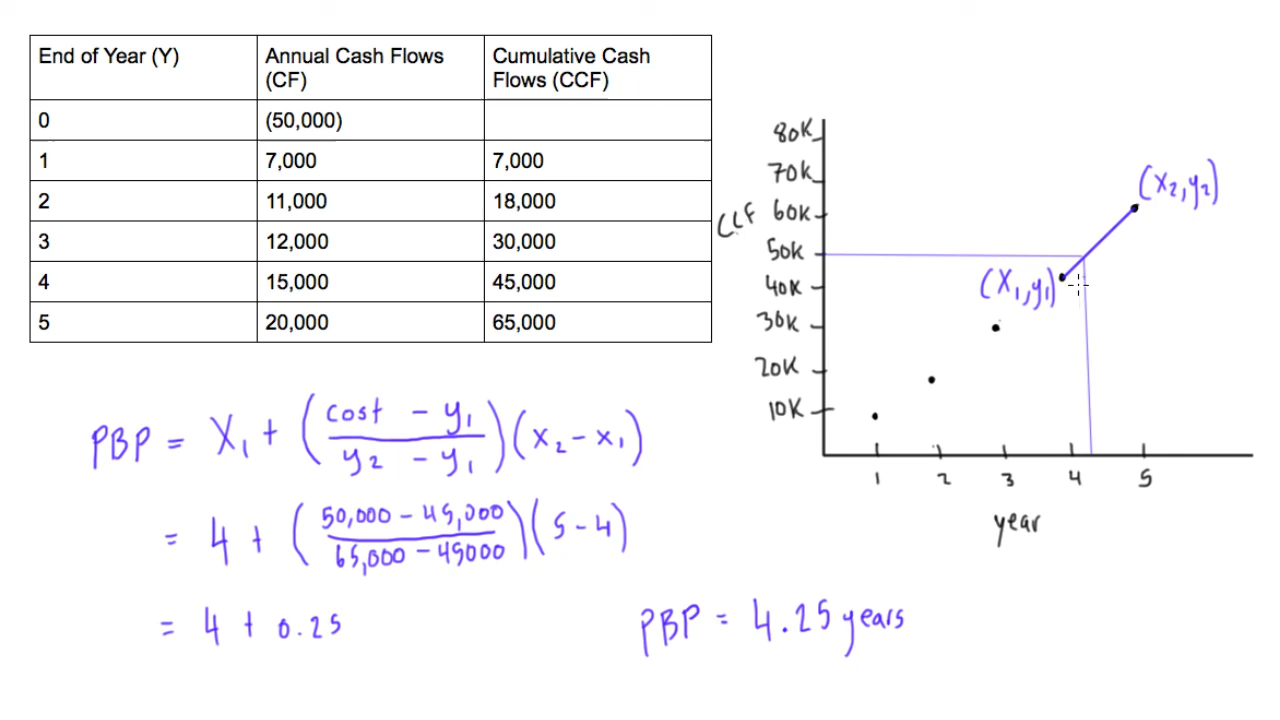 End of Year (Y) Annual Cash Flows (CF) Cumulative Cash Flows (CCF)
0 (50,000)
1 7,000 7,000
2 11,000 18,000
3 12,000 30,000
4 15,000 45,000
5 20,000 65,000
80K
70K
60K
50K
40K
30K
20K
10K
CCF
(x2,y2)
(x1,y1)
1 2 3 4 5
year
PBP = x1 + (cost - y1 / y2 - y1)(x2 - x1)
= 4 + (50,000 - 45,000 / 65,000 - 45000)(5 - 4)
= 4 + 0.25
PBP = 4.25 years